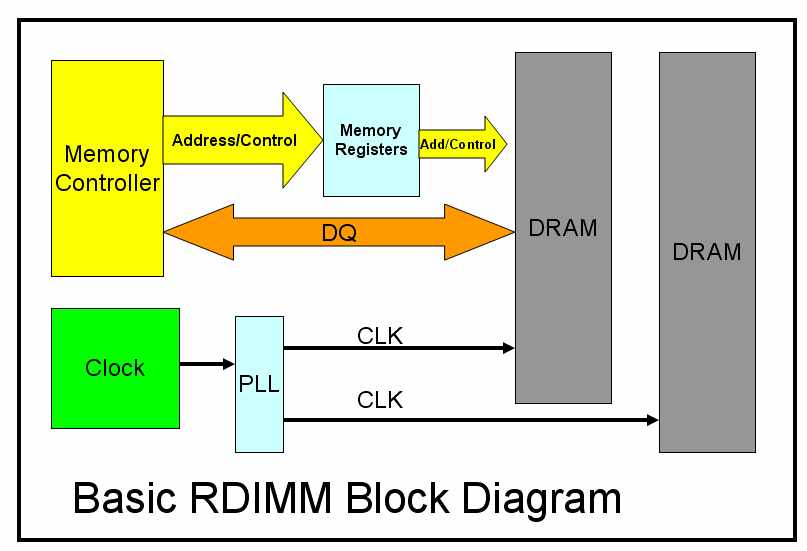 Memory
Controller
Address/Control
Memory
Registers
Add/Control
DQ
DRAM
DRAM
Clock
PLL
CLK
CLK
Basic RDIMM Block Diagram